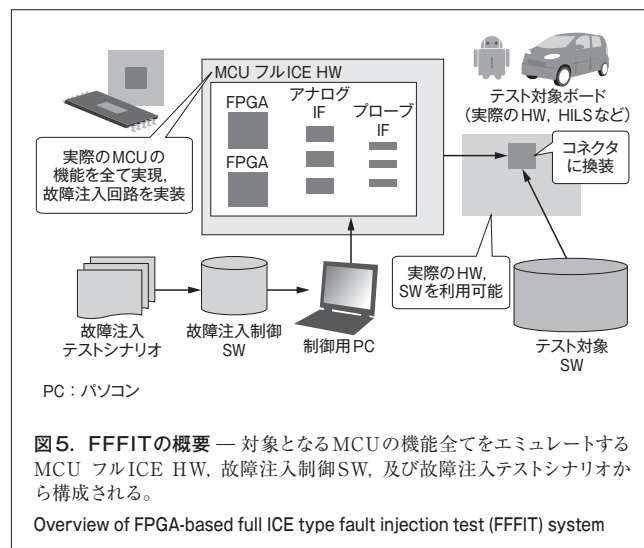 MCU フルICE HW
FPGA
アナログ
IF
プローブ
IF
FPGA
実際のMCUの
機能を全て実現,
故障注入回路を実装
テスト対象ボード
（実際のHW, HILSなど）
コネクタ
に換装
実際のHW,
SWを利用可能
故障注入
テストシナリオ
故障注入制御
SW
制御用PC
テスト対象
SW
PC：パソコン
図5. FFFITの概要 — 対象となるMCUの機能全てをエミュレートする
MCU フルICE HW, 故障注入制御SW, 及び故障注入テストシナリオか
ら構成される。
Overview of FPGA-based full ICE type fault injection test (FFFIT) system